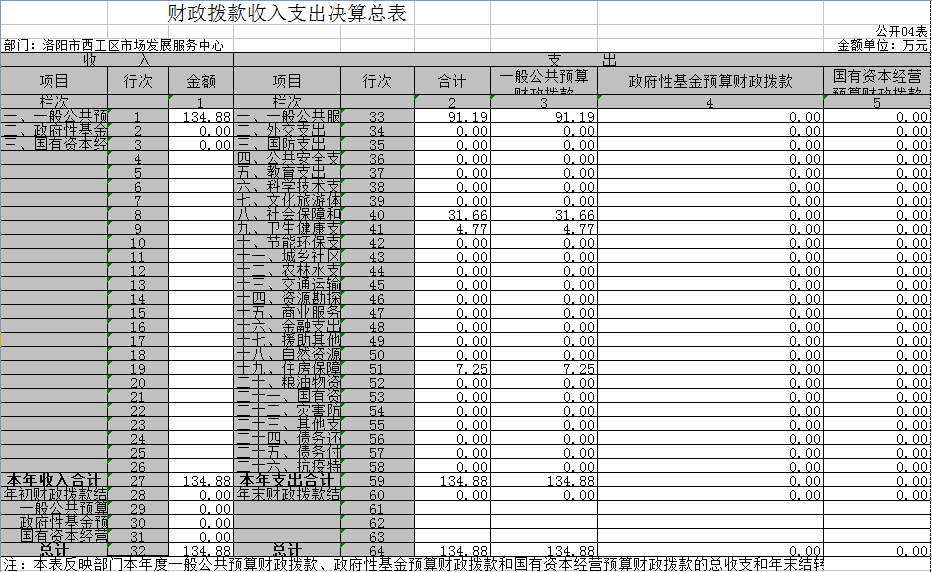 财政拨款收入支出决算总表
公开04表
部门：洛阳市西工区市场发展服务中心 金额单位：万元
收 入 支 出
项目 行次 金额 项目 行次 合计 一般公共预算财政拨款 政府性基金预算财政拨款 国有资本经营预算财政拨款
栏次 1 栏次 2 3 4 5
一、一般公共预 1 134.88 一、一般公共服 33 91.19 91.19 0.00 0.00
二、政府性基金 2 0.00 二、外交支出 34 0.00 0.00 0.00 0.00
三、国有资本经 3 0.00 三、国防支出 35 0.00 0.00 0.00 0.00
4 四、公共安全支 36 0.00 0.00 0.00 0.00
5 五、教育支出 37 0.00 0.00 0.00 0.00
6 六、科学技术支 38 0.00 0.00 0.00 0.00
7 七、文化旅游体 39 0.00 0.00 0.00 0.00
8 八、社会保障和 40 31.66 31.66 0.00 0.00
9 九、卫生健康支 41 4.77 4.77 0.00 0.00
10 十、节能环保支 42 0.00 0.00 0.00 0.00
11 十一、城乡社区 43 0.00 0.00 0.00 0.00
12 十二、农林水支 44 0.00 0.00 0.00 0.00
13 十三、交通运输 45 0.00 0.00 0.00 0.00
14 十四、资源勘探 46 0.00 0.00 0.00 0.00
15 十五、商业服务 47 0.00 0.00 0.00 0.00
16 十六、金融支出 48 0.00 0.00 0.00 0.00
17 十七、援助其他 49 0.00 0.00 0.00 0.00
18 十八、自然资源 50 0.00 0.00 0.00 0.00
19 十九、住房保障 51 7.25 7.25 0.00 0.00
20 二十、粮油物资 52 0.00 0.00 0.00 0.00
21 二十一、国有资 53 0.00 0.00 0.00 0.00
22 二十二、灾害防 54 0.00 0.00 0.00 0.00
23 二十三、其他支 55 0.00 0.00 0.00 0.00
24 二十四、债务还 56 0.00 0.00 0.00 0.00
25 二十五、债务付 57 0.00 0.00 0.00 0.00
26 二十六、抗疫特 58 0.00 0.00 0.00 0.00
本年收入合计 27 134.88 本年支出合计 59 134.88 134.88 0.00 0.00
年初财政拨款结 28 0.00 年末财政拨款结 60 0.00 0.00 0.00 0.00
一般公共预算 29 0.00 61
政府性基金预 30 0.00 62
国有资本经营 31 0.00 63
总计 32 134.88 总计 64 134.88 134.88 0.00 0.00
注：本表反映部门本年度一般公共预算财政拨款、政府性基金预算财政拨款和国有资本经营预算财政拨款的总收支和年末结转